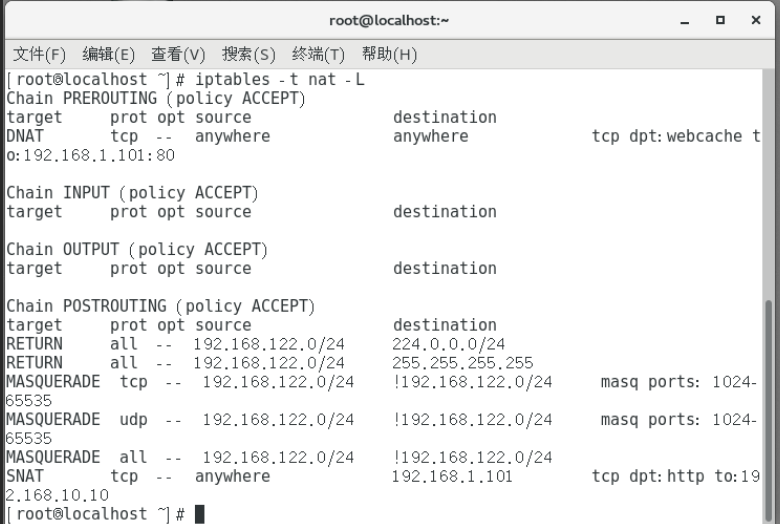 root@localhost:~
文件(F) 编辑(E) 查看(V) 搜索(S) 终端(T) 帮助(H)
[root@localhost ~]# iptables -t nat -L
Chain PREROUTING (policy ACCEPT)
target     prot opt source               destination
DNAT       tcp  --  anywhere             anywhere             tcp dpt:webcache t
o:192.168.1.101:80
Chain INPUT (policy ACCEPT)
target     prot opt source               destination
Chain OUTPUT (policy ACCEPT)
target     prot opt source               destination
Chain POSTROUTING (policy ACCEPT)
target     prot opt source               destination
RETURN     all  --  192.168.122.0/24     224.0.0.0/24
RETURN     all  --  192.168.122.0/24     255.255.255.255
MASQUERADE  tcp  --  192.168.122.0/24    !192.168.122.0/24     masq ports: 1024-
65535
MASQUERADE  udp  --  192.168.122.0/24    !192.168.122.0/24     masq ports: 1024-
65535
MASQUERADE  all  --  192.168.122.0/24    !192.168.122.0/24
SNAT       tcp  --  anywhere             192.168.1.101        tcp dpt:http to:19
2.168.10.10
[root@localhost ~]#